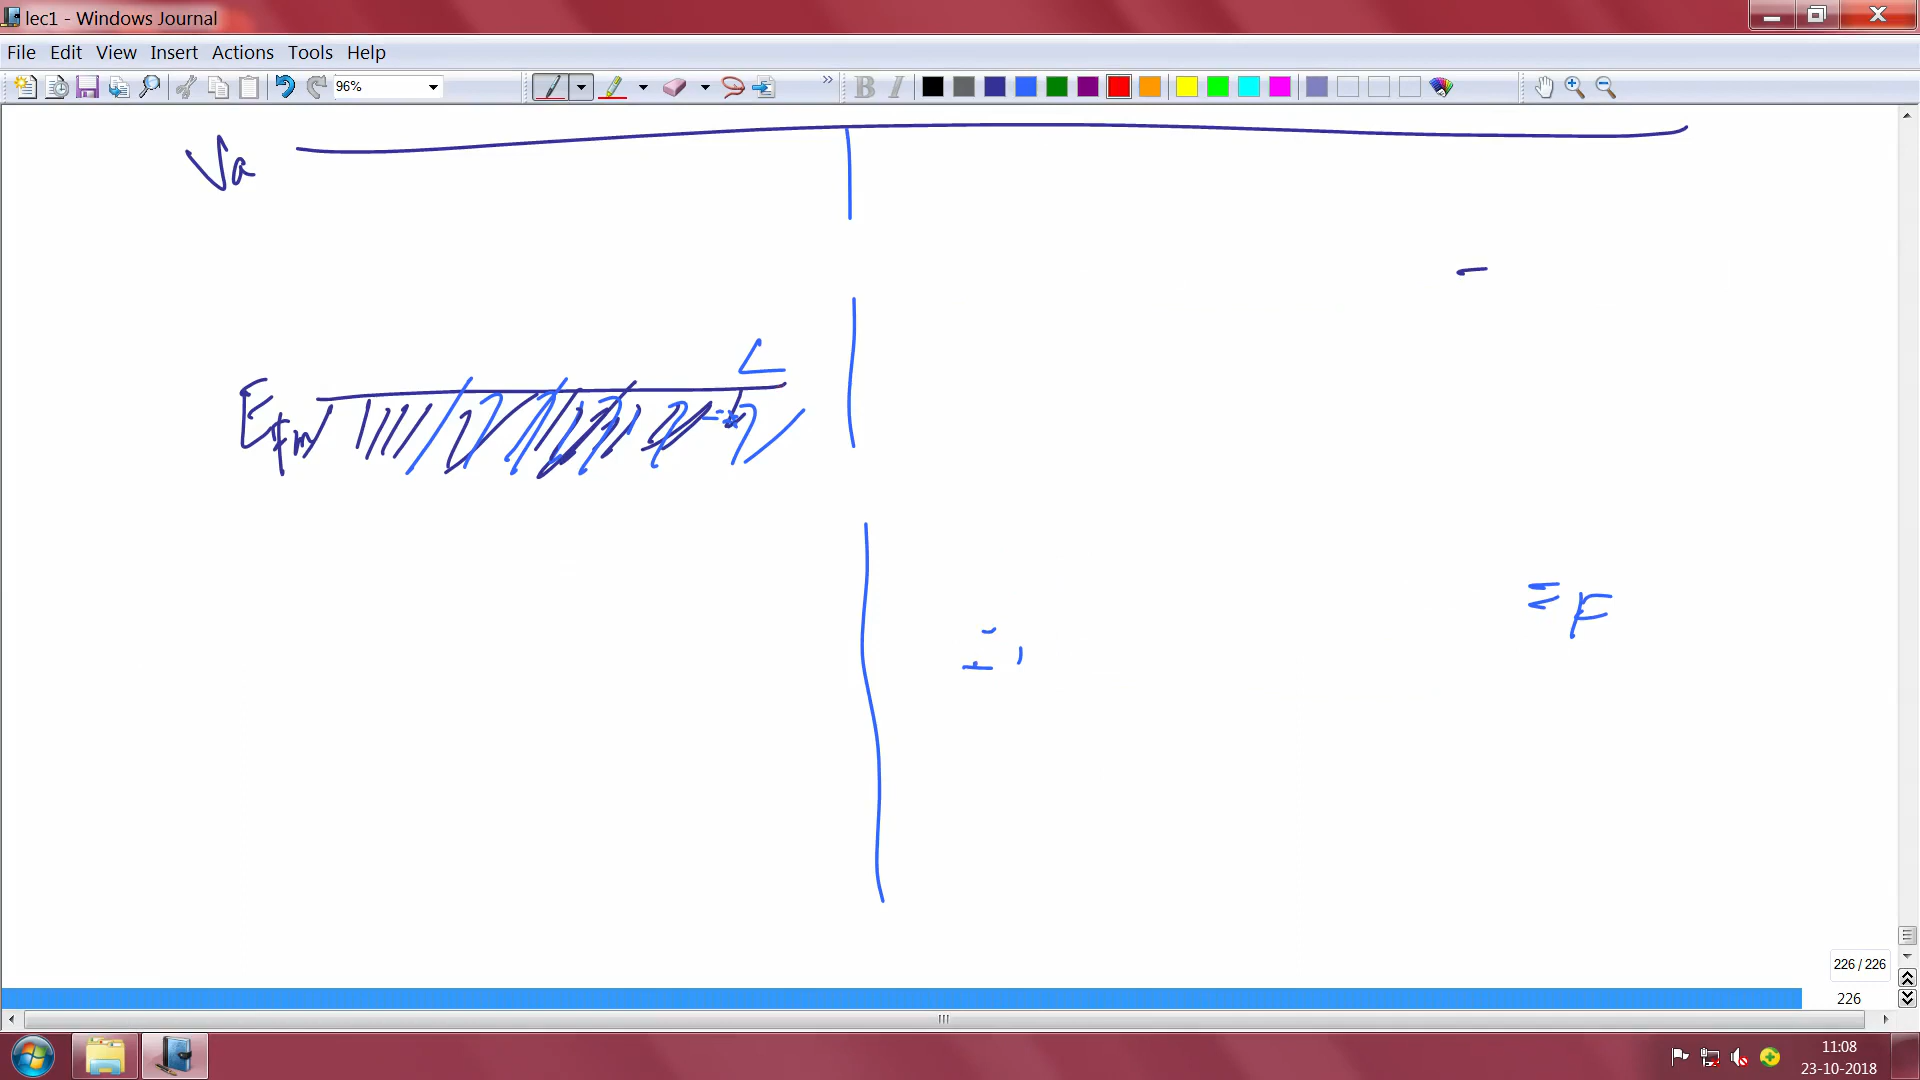 lec1 - Windows Journal
File Edit View Insert Actions Tools Help
96%
B I
Va
Efm
F
226 / 226
226
11:08
23-10-2018